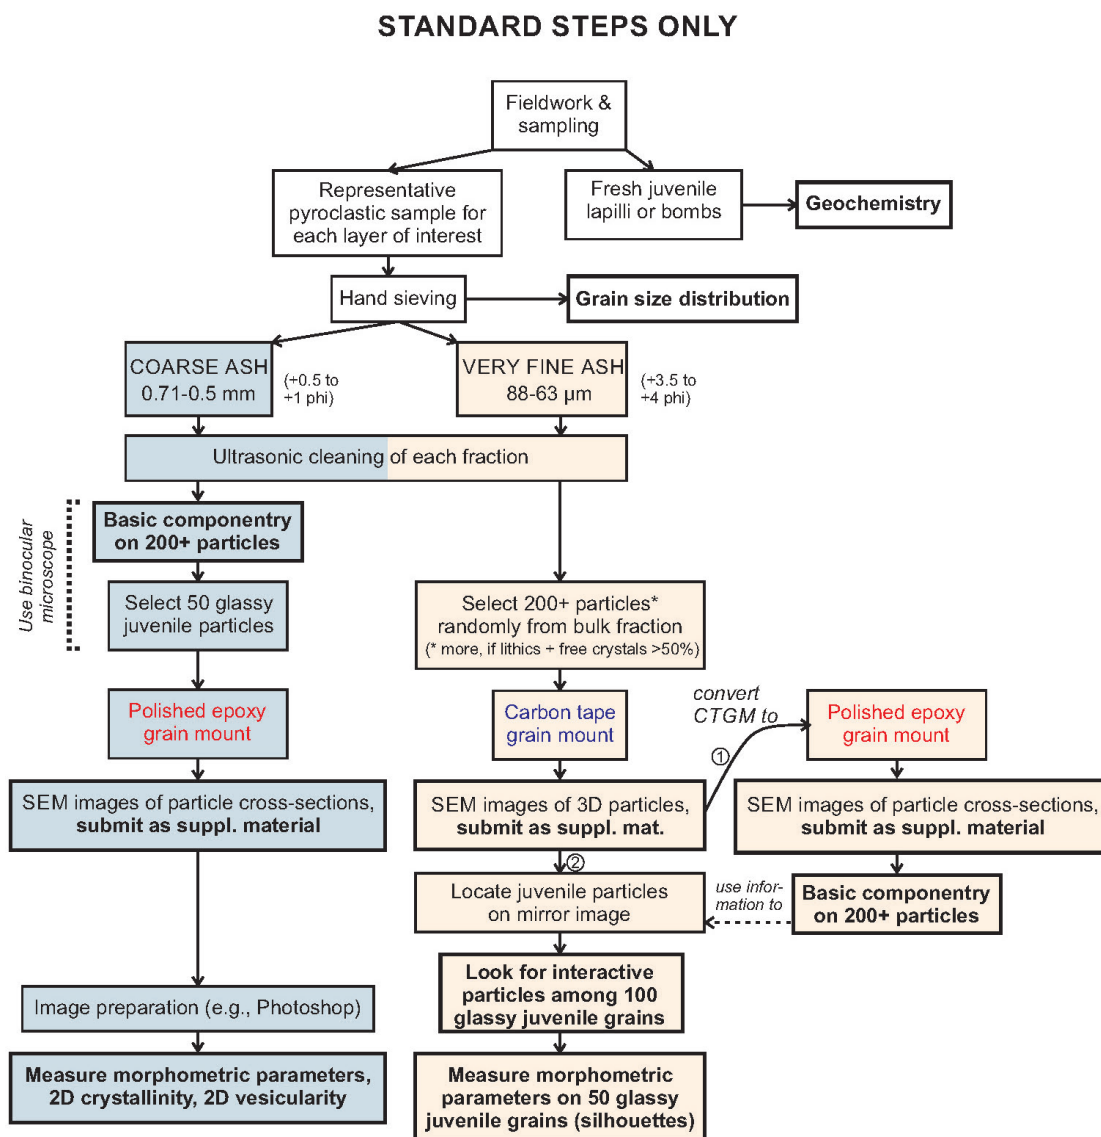 STANDARD STEPS ONLY
Fieldwork &
sampling
Representative
pyroclastic sample for
each layer of interest
Fresh juvenile
lapilli or bombs
Geochemistry
Hand sieving
Grain size distribution
COARSE ASH
0.71-0.5 mm
(+0.5 to
+1 phi)
VERY FINE ASH
88-63 µm
(+3.5 to
+4 phi)
Ultrasonic cleaning of each fraction
Use binocular
microscope
Basic componentry
on 200+ particles
Select 50 glassy
juvenile particles
Select 200+ particles*
randomly from bulk fraction
(* more, if lithics + free crystals >50%)
Polished epoxy
grain mount
Carbon tape
grain mount
convert
CTGM to
①
Polished epoxy
grain mount
SEM images of particle cross-sections,
submit as suppl. material
SEM images of 3D particles,
submit as suppl. mat.
SEM images of particle cross-sections,
submit as suppl. material
②
Locate juvenile particles
on mirror image
use infor-
mation to
Basic componentry
on 200+ particles
Look for interactive
particles among 100
glassy juvenile grains
Image preparation (e.g., Photoshop)
Measure morphometric parameters,
2D crystallinity, 2D vesicularity
Measure morphometric
parameters on 50 glassy
juvenile grains (silhouettes)